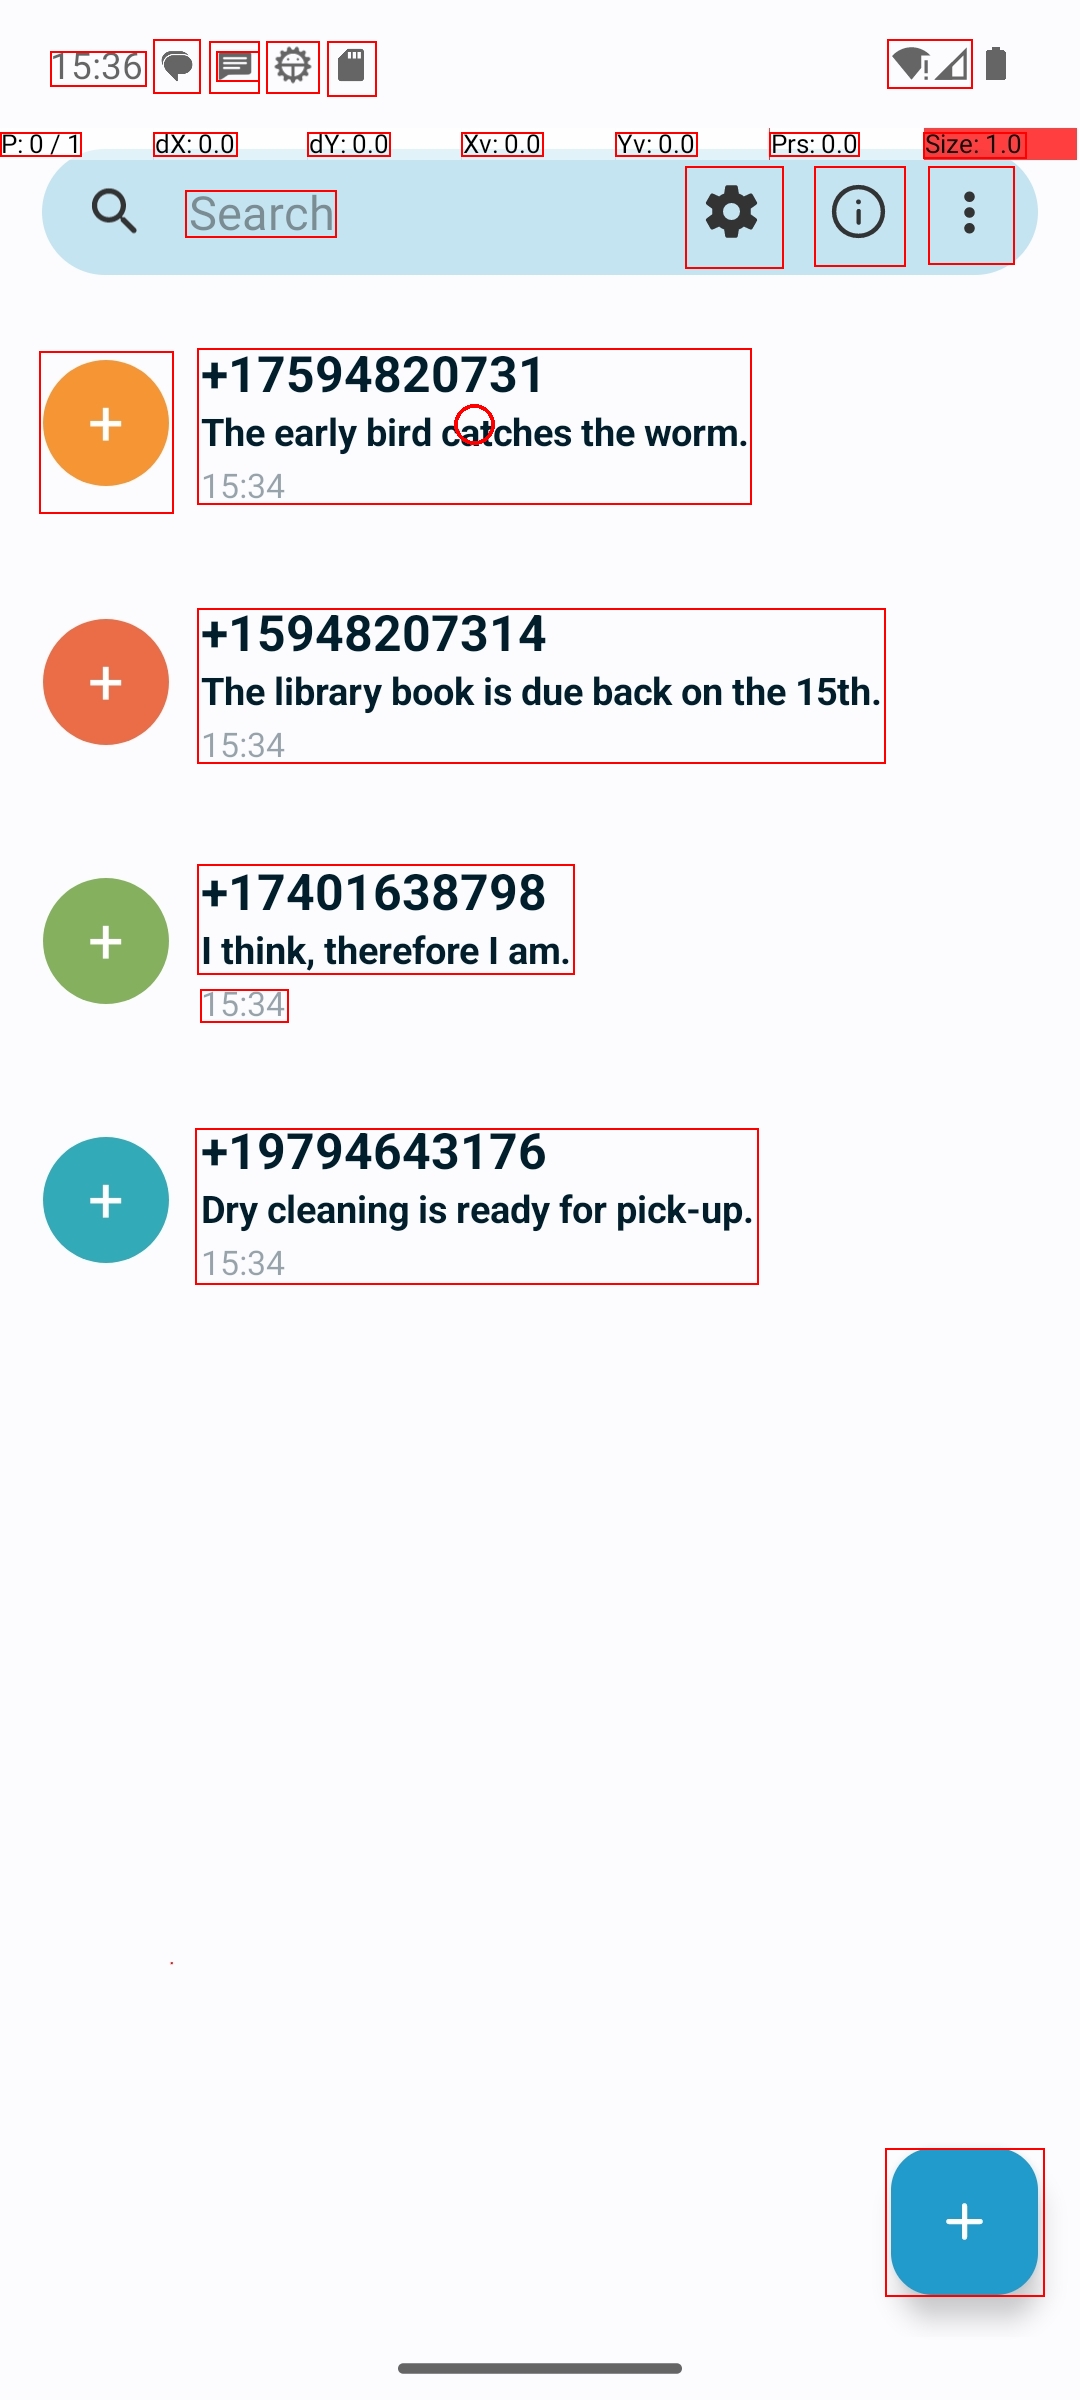 15:36
P: 0 / 1 dX: 0.0 dY: 0.0 Xv: 0.0 Yv: 0.0 Prs: 0.0 Size: 1.0
Search
+17594820731
The early bird catches the worm.
15:34
+15948207314
The library book is due back on the 15th.
15:34
+17401638798
I think, therefore I am.
15:34
+19794643176
Dry cleaning is ready for pick-up.
15:34